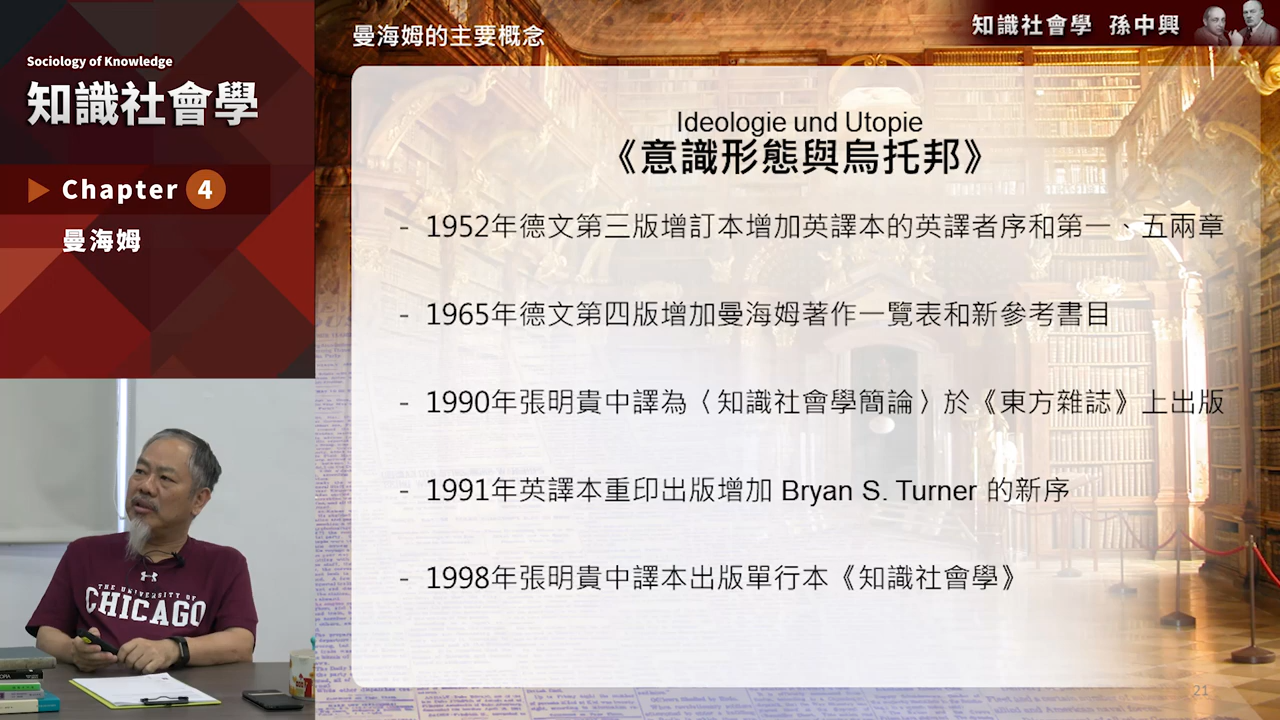 Sociology of Knowledge
知識社會學
Chapter 4
曼海姆
曼海姆的主要概念
知識社會學 孫中興
Ideologie und Utopie
《意識形態與烏托邦》
- 1952年德文第三版增訂本增加英譯本的英譯者序和第一、五兩章
- 1965年德文第四版增加曼海姆著作一覽表和新參考書目
- 1990年張明貴中譯為〈知識社會學簡論〉於《東方雜誌》上出版
- 1991年英譯本重印出版增加 Bryan S. Turner 的新序
- 1998年張明貴中譯本出版單行本《知識社會學》
21
THE UNIVERSITY OF
CHICAGO